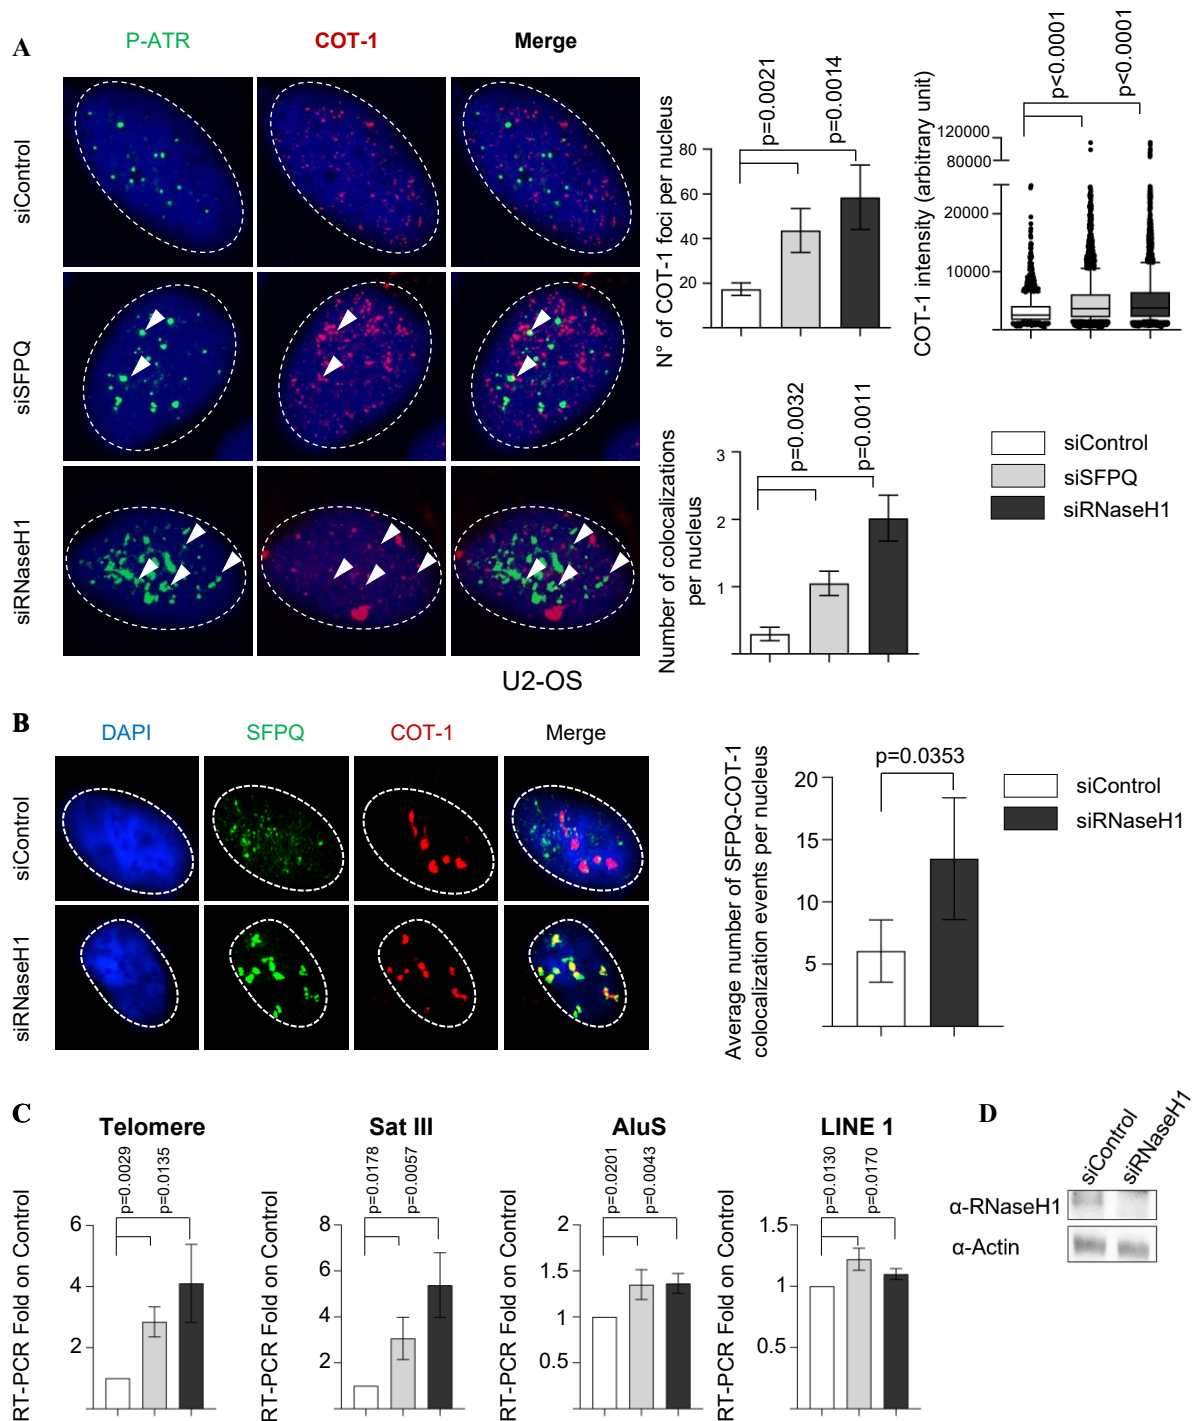 A
P-ATR COT-1 Merge
siControl
siSFPQ
siRNaseH1
U2-OS
N° of COT-1 foci per nucleus
80
60
40
20
p=0.0021
p=0.0014
COT-1 intensity (arbitrary unit)
120000
80000
20000
10000
p<0.0001
p<0.0001
Number of colocalizations
per nucleus
3
2
1
p=0.0032
p=0.0011
siControl
siSFPQ
siRNaseH1
B
DAPI SFPQ COT-1 Merge
siControl
siRNaseH1
Average number of SFPQ-COT-1
colocalization events per nucleus
20
15
10
5
p=0.0353
siControl
siRNaseH1
C
Telomere
RT-PCR Fold on Control
6
4
2
p=0.0029
p=0.0135
Sat III
RT-PCR Fold on Control
8
6
4
2
p=0.0178
p=0.0057
AluS
RT-PCR Fold on Control
2
1.5
1
0.5
p=0.0201
p=0.0043
LINE 1
RT-PCR Fold on Control
1.5
1
0.5
p=0.0130
p=0.0170
D
siControl
siRNaseH1
α-RNaseH1
α-Actin